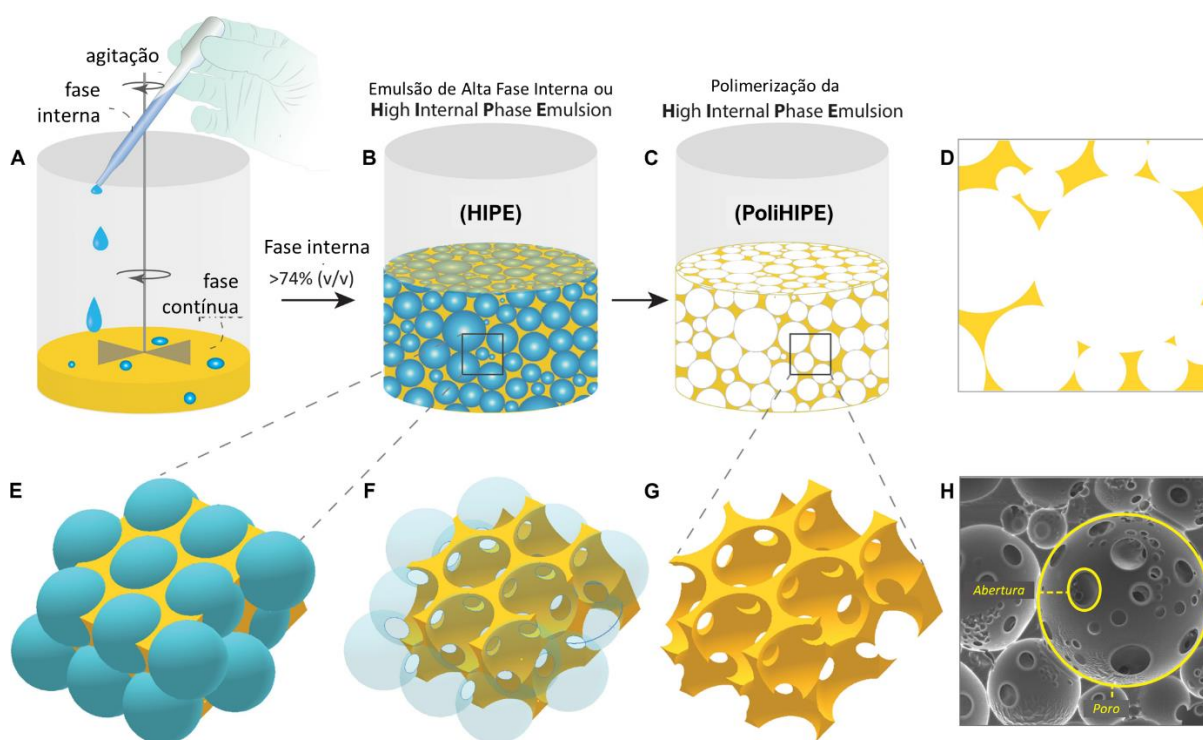 agitação
fase
interna
A
fase
contínua
Fase interna
>74% (v/v)
Emulsão de Alta Fase Interna ou
High Internal Phase Emulsion
B
(HIPE)
Polimerização da
High Internal Phase Emulsion
C
(PoliHIPE)
D
E
F
G
H
Abertura
Poro